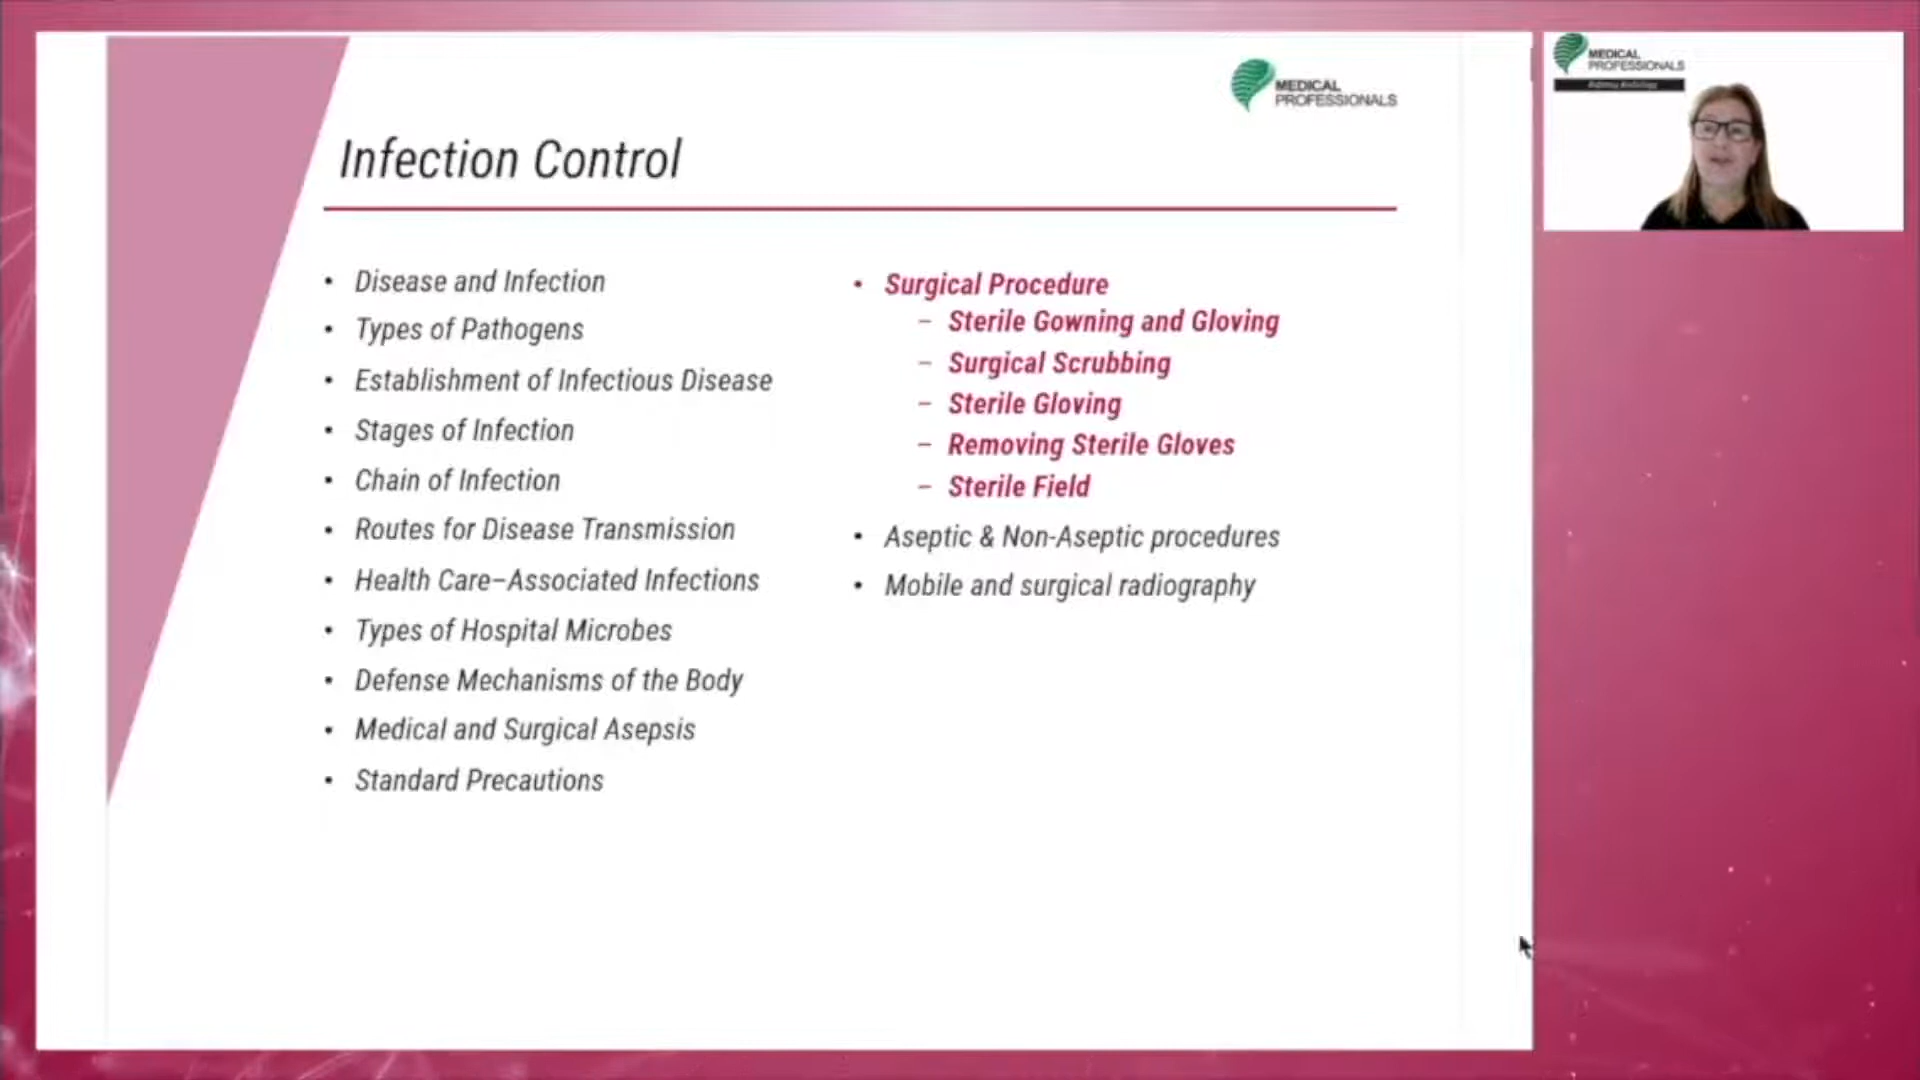 MEDICAL
PROFESSIONALS
Infection Control
• Disease and Infection
• Types of Pathogens
• Establishment of Infectious Disease
• Stages of Infection
• Chain of Infection
• Routes for Disease Transmission
• Health Care–Associated Infections
• Types of Hospital Microbes
• Defense Mechanisms of the Body
• Medical and Surgical Asepsis
• Standard Precautions
• Surgical Procedure
– Sterile Gowning and Gloving
– Surgical Scrubbing
– Sterile Gloving
– Removing Sterile Gloves
– Sterile Field
• Aseptic & Non-Aseptic procedures
• Mobile and surgical radiography
MEDICAL
PROFESSIONALS